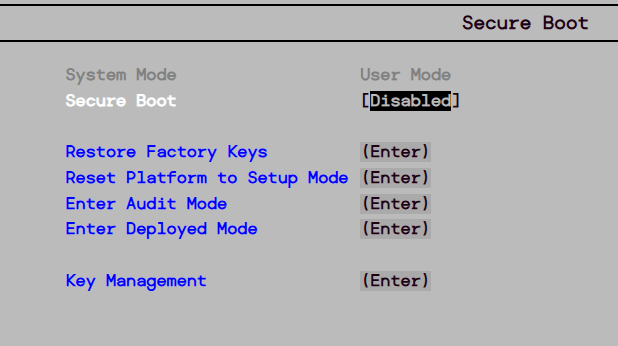 Secure Boot
System Mode User Mode
Secure Boot [Disabled]
Restore Factory Keys (Enter)
Reset Platform to Setup Mode (Enter)
Enter Audit Mode (Enter)
Enter Deployed Mode (Enter)
Key Management (Enter)